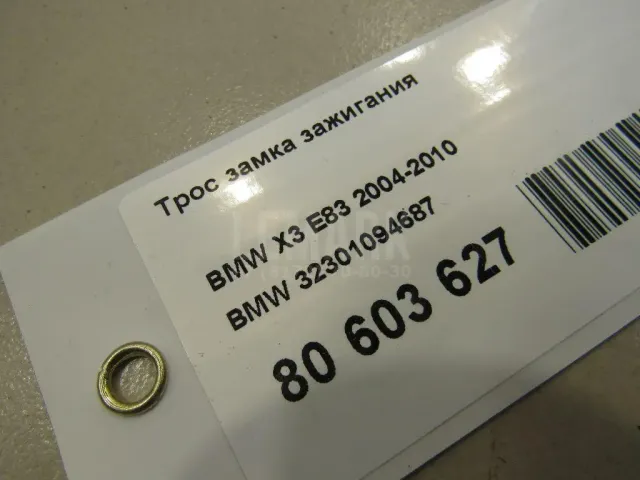 Трос замка зажигания
BMW X3 E83 2004-2010
BMW 32301094687
80 603 627